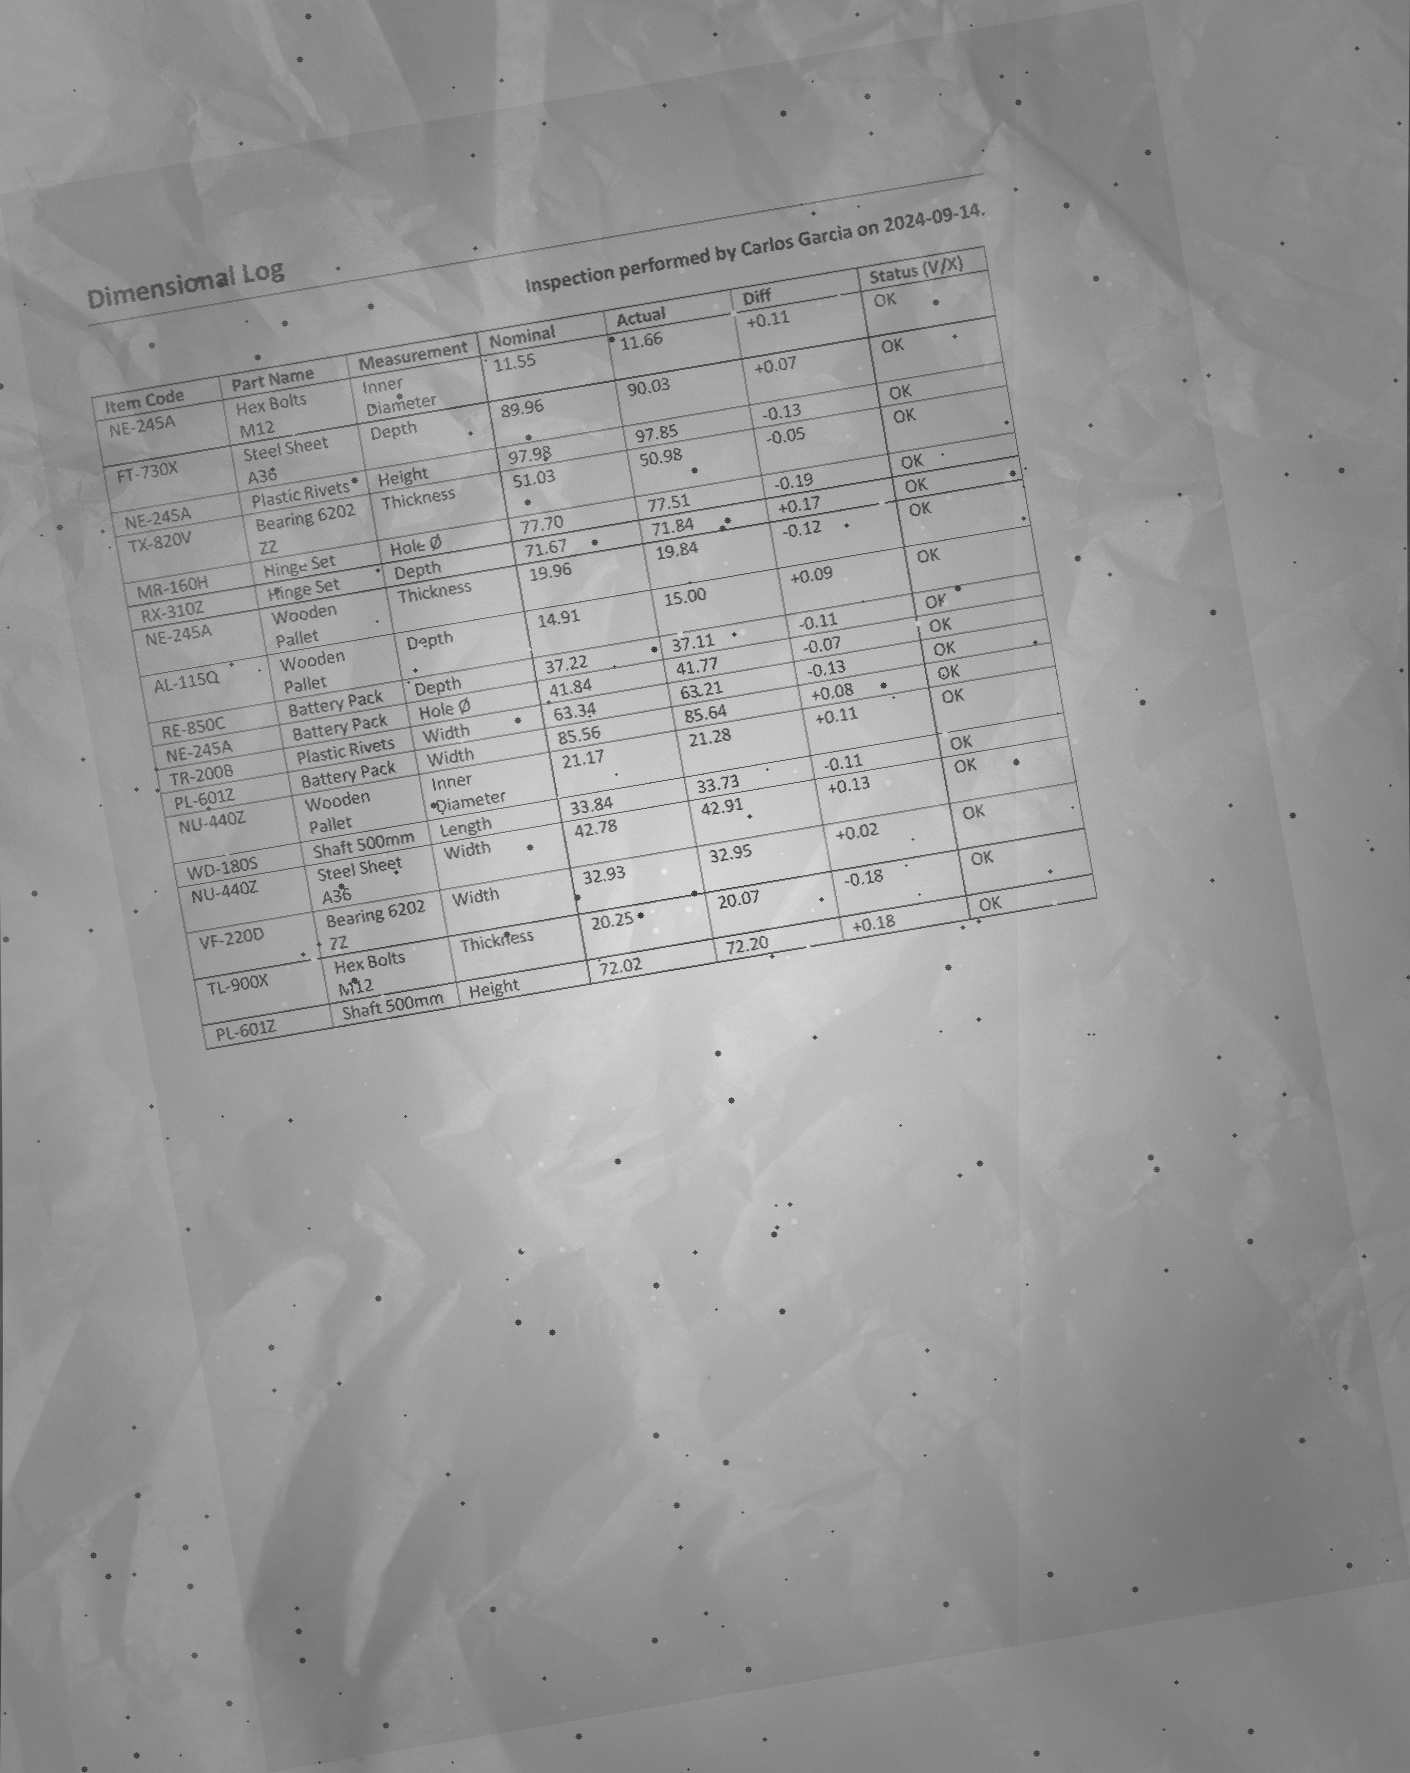 Dimensional Log
Inspection performed by Carlos Garcia on 2024-09-14.
Item Code Part Name Measurement Nominal Actual Diff Status (V/X)
NE-245A Hex Bolts M12 Inner Diameter 11.55 11.66 +0.11 OK
FT-730X Steel Sheet A36 Depth 89.96 90.03 +0.07 OK
NE-245A Plastic Rivets Height 97.98 97.85 -0.13 OK
TX-820V Bearing 6202 ZZ Thickness 51.03 50.98 -0.05 OK
MR-160H Hinge Set Hole Ø 77.70 77.51 -0.19 OK
RX-310Z Hinge Set Depth 71.67 71.84 +0.17 OK
NE-245A Wooden Pallet Thickness 19.96 19.84 -0.12 OK
AL-115Q Wooden Pallet Depth 14.91 15.00 +0.09 OK
RE-850C Battery Pack Depth 37.22 37.11 -0.11 OK
NE-245A Battery Pack Hole Ø 41.84 41.77 -0.07 OK
TR-200B Plastic Rivets Width 63.34 63.21 -0.13 OK
PL-601Z Battery Pack Width 85.56 85.64 +0.08 OK
NU-440Z Wooden Pallet Inner Diameter 21.17 21.28 +0.11 OK
WD-180S Shaft 500mm Length 33.84 33.73 -0.11 OK
NU-440Z Steel Sheet A36 Width 42.78 42.91 +0.13 OK
VF-220D Bearing 6202 ZZ Width 32.93 32.95 +0.02 OK
TL-900X Hex Bolts M12 Thickness 20.25 20.07 -0.18 OK
PL-601Z Shaft 500mm Height 72.02 72.20 +0.18 OK